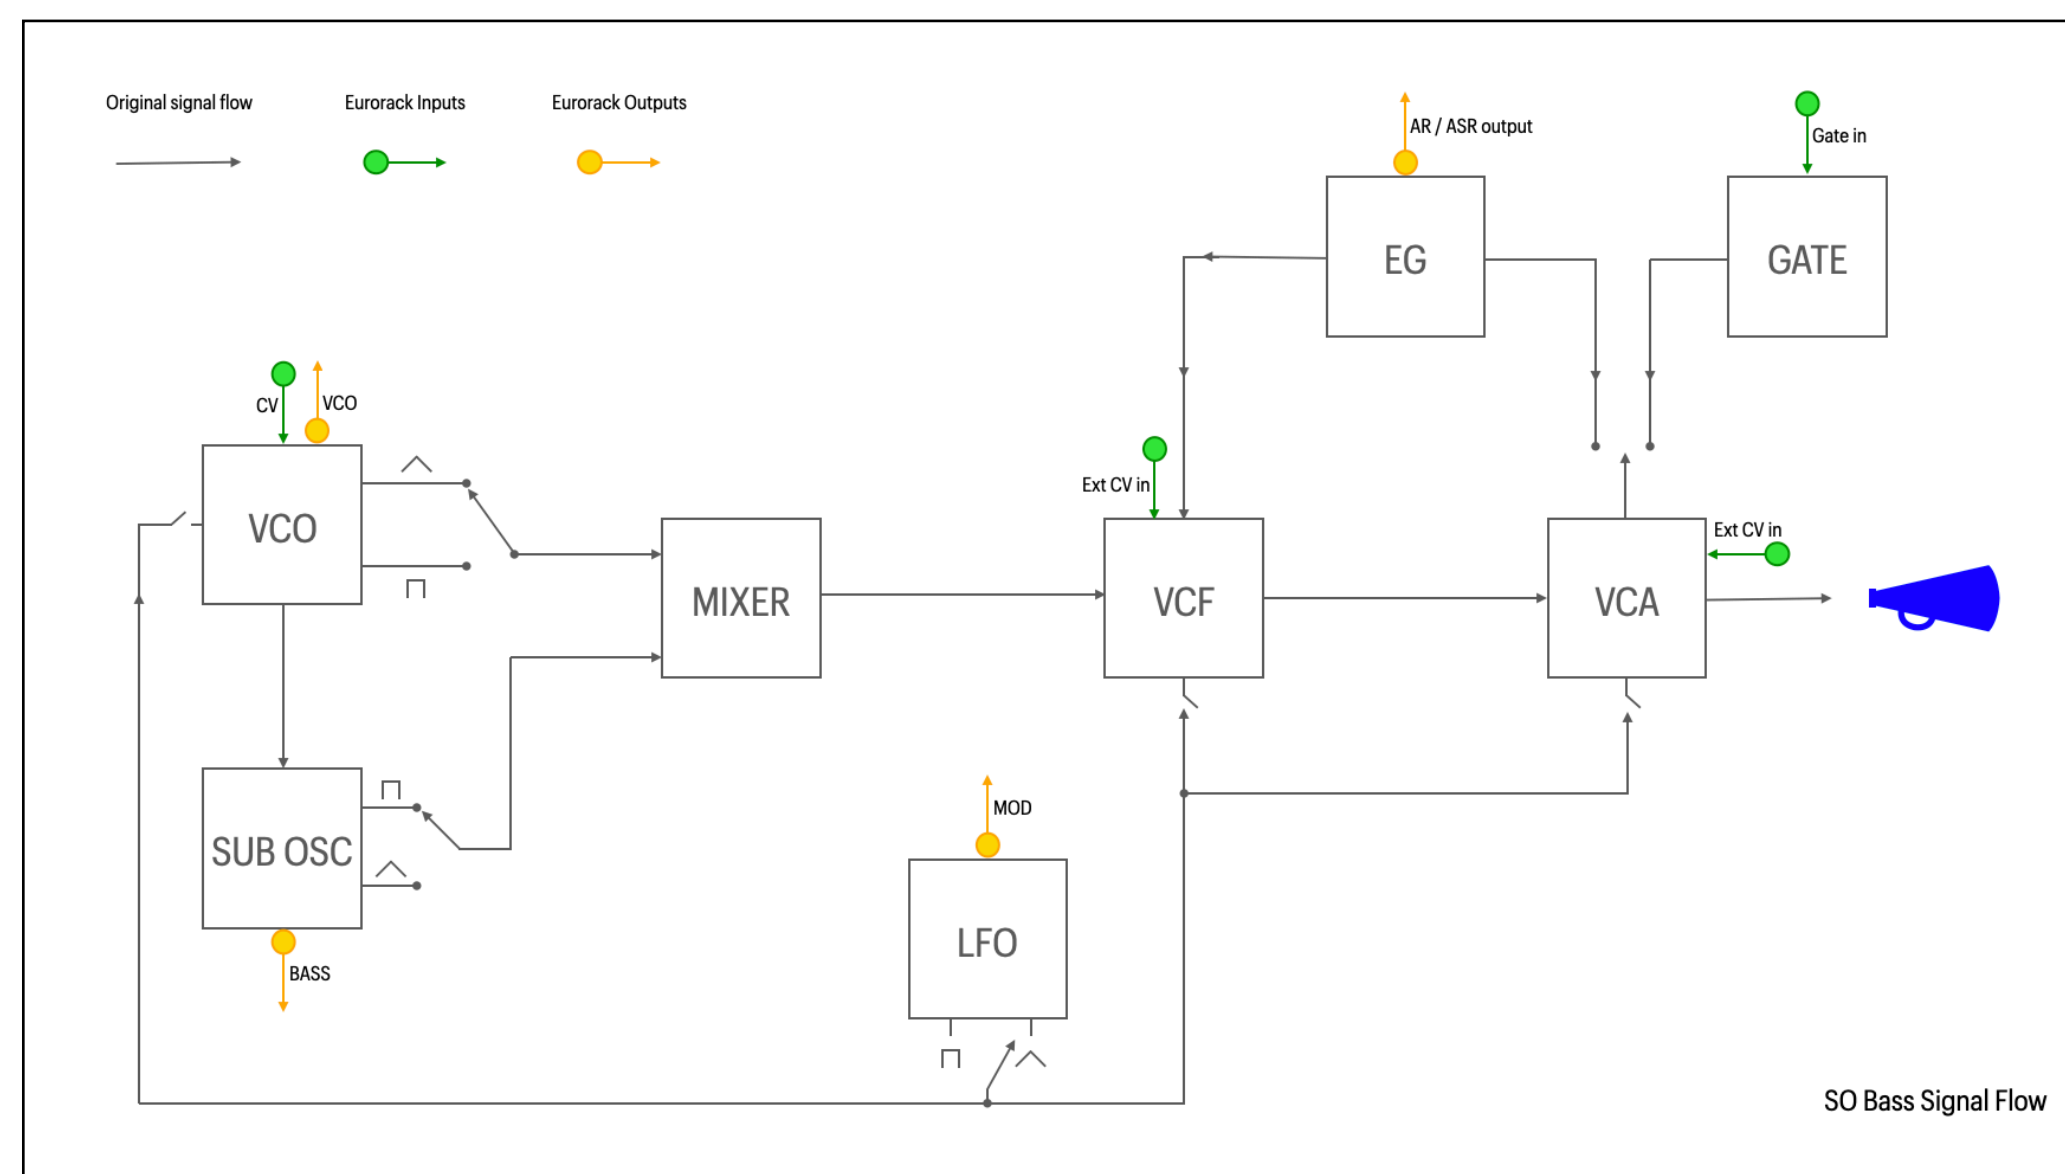 Original signal flow
Eurorack Inputs
Eurorack Outputs
AR / ASR output
Gate in
EG
GATE
CV
VCO
Ext CV in
VCO
Ext CV in
MIXER
VCF
VCA
MOD
SUB OSC
LFO
BASS
SO Bass Signal Flow